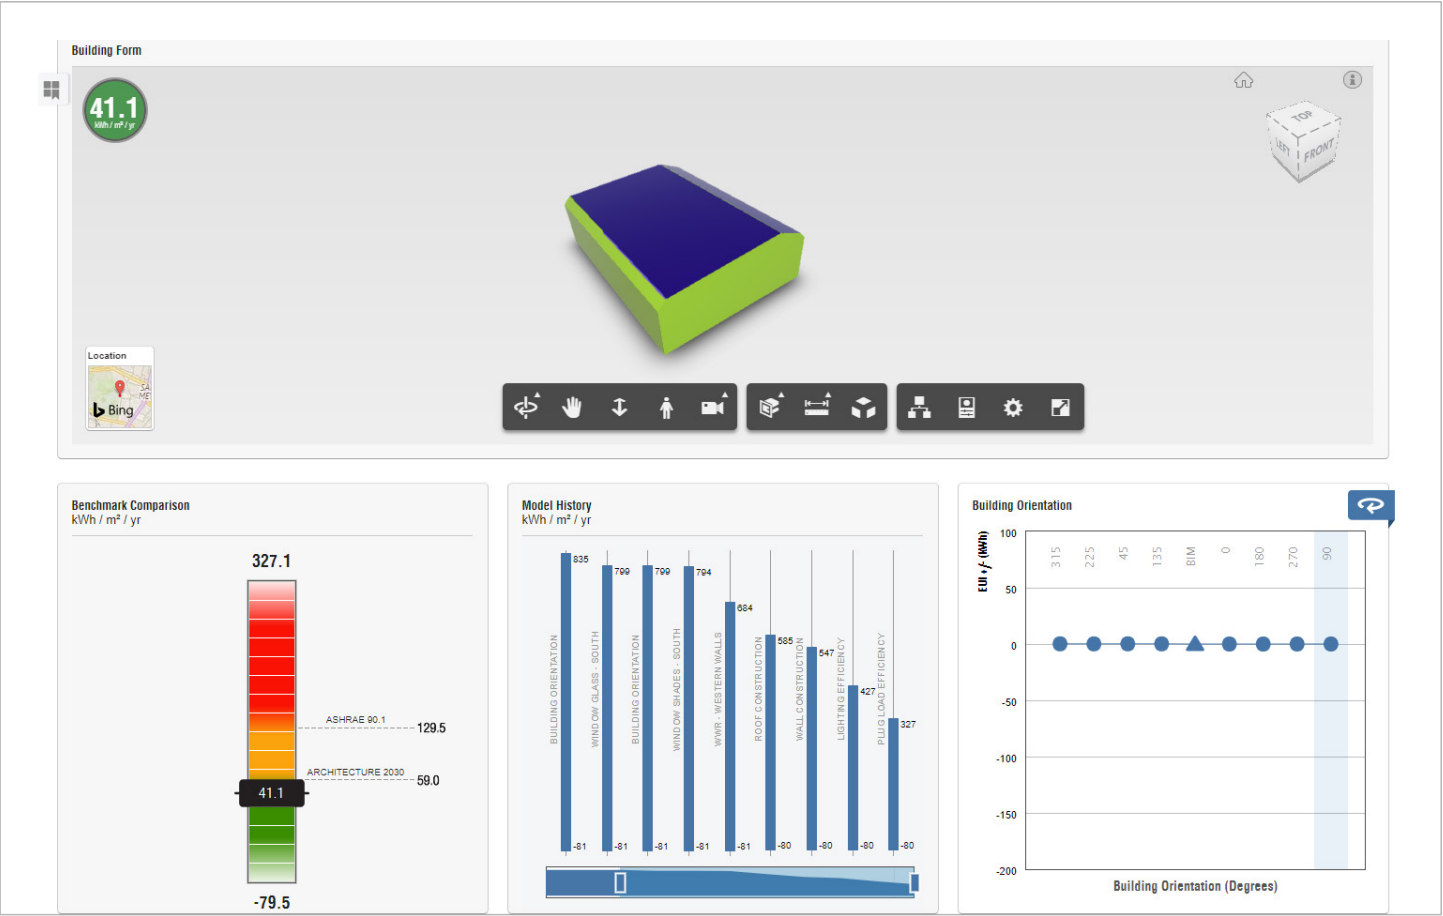 Building Form
41.1
kWh / m² / yr
TOP
LEFT
FRONT
Location
SA
ME
Bing
Benchmark Comparison
kWh / m² / yr
327.1
ASHRAE 90.1
129.5
ARCHITECTURE 2030
59.0
41.1
-79.5
Model History
kWh / m² / yr
835
799
799
794
684
585
547
427
327
BUILDING ORIENTATION
WINDOW GLASS - SOUTH
BUILDING ORIENTATION
WINDOW SHADES - SOUTH
WWR - WESTERN WALLS
ROOF CONSTRUCTION
WALL CONSTRUCTION
LIGHTING EFFICIENCY
PLUG LOAD EFFICIENCY
-81
-81
-81
-81
-81
-80
-80
-80
-80
Building Orientation
EUI +/- (kWh)
100
50
0
-50
-100
-150
-200
315
225
45
135
BIM
0
180
270
90
Building Orientation (Degrees)